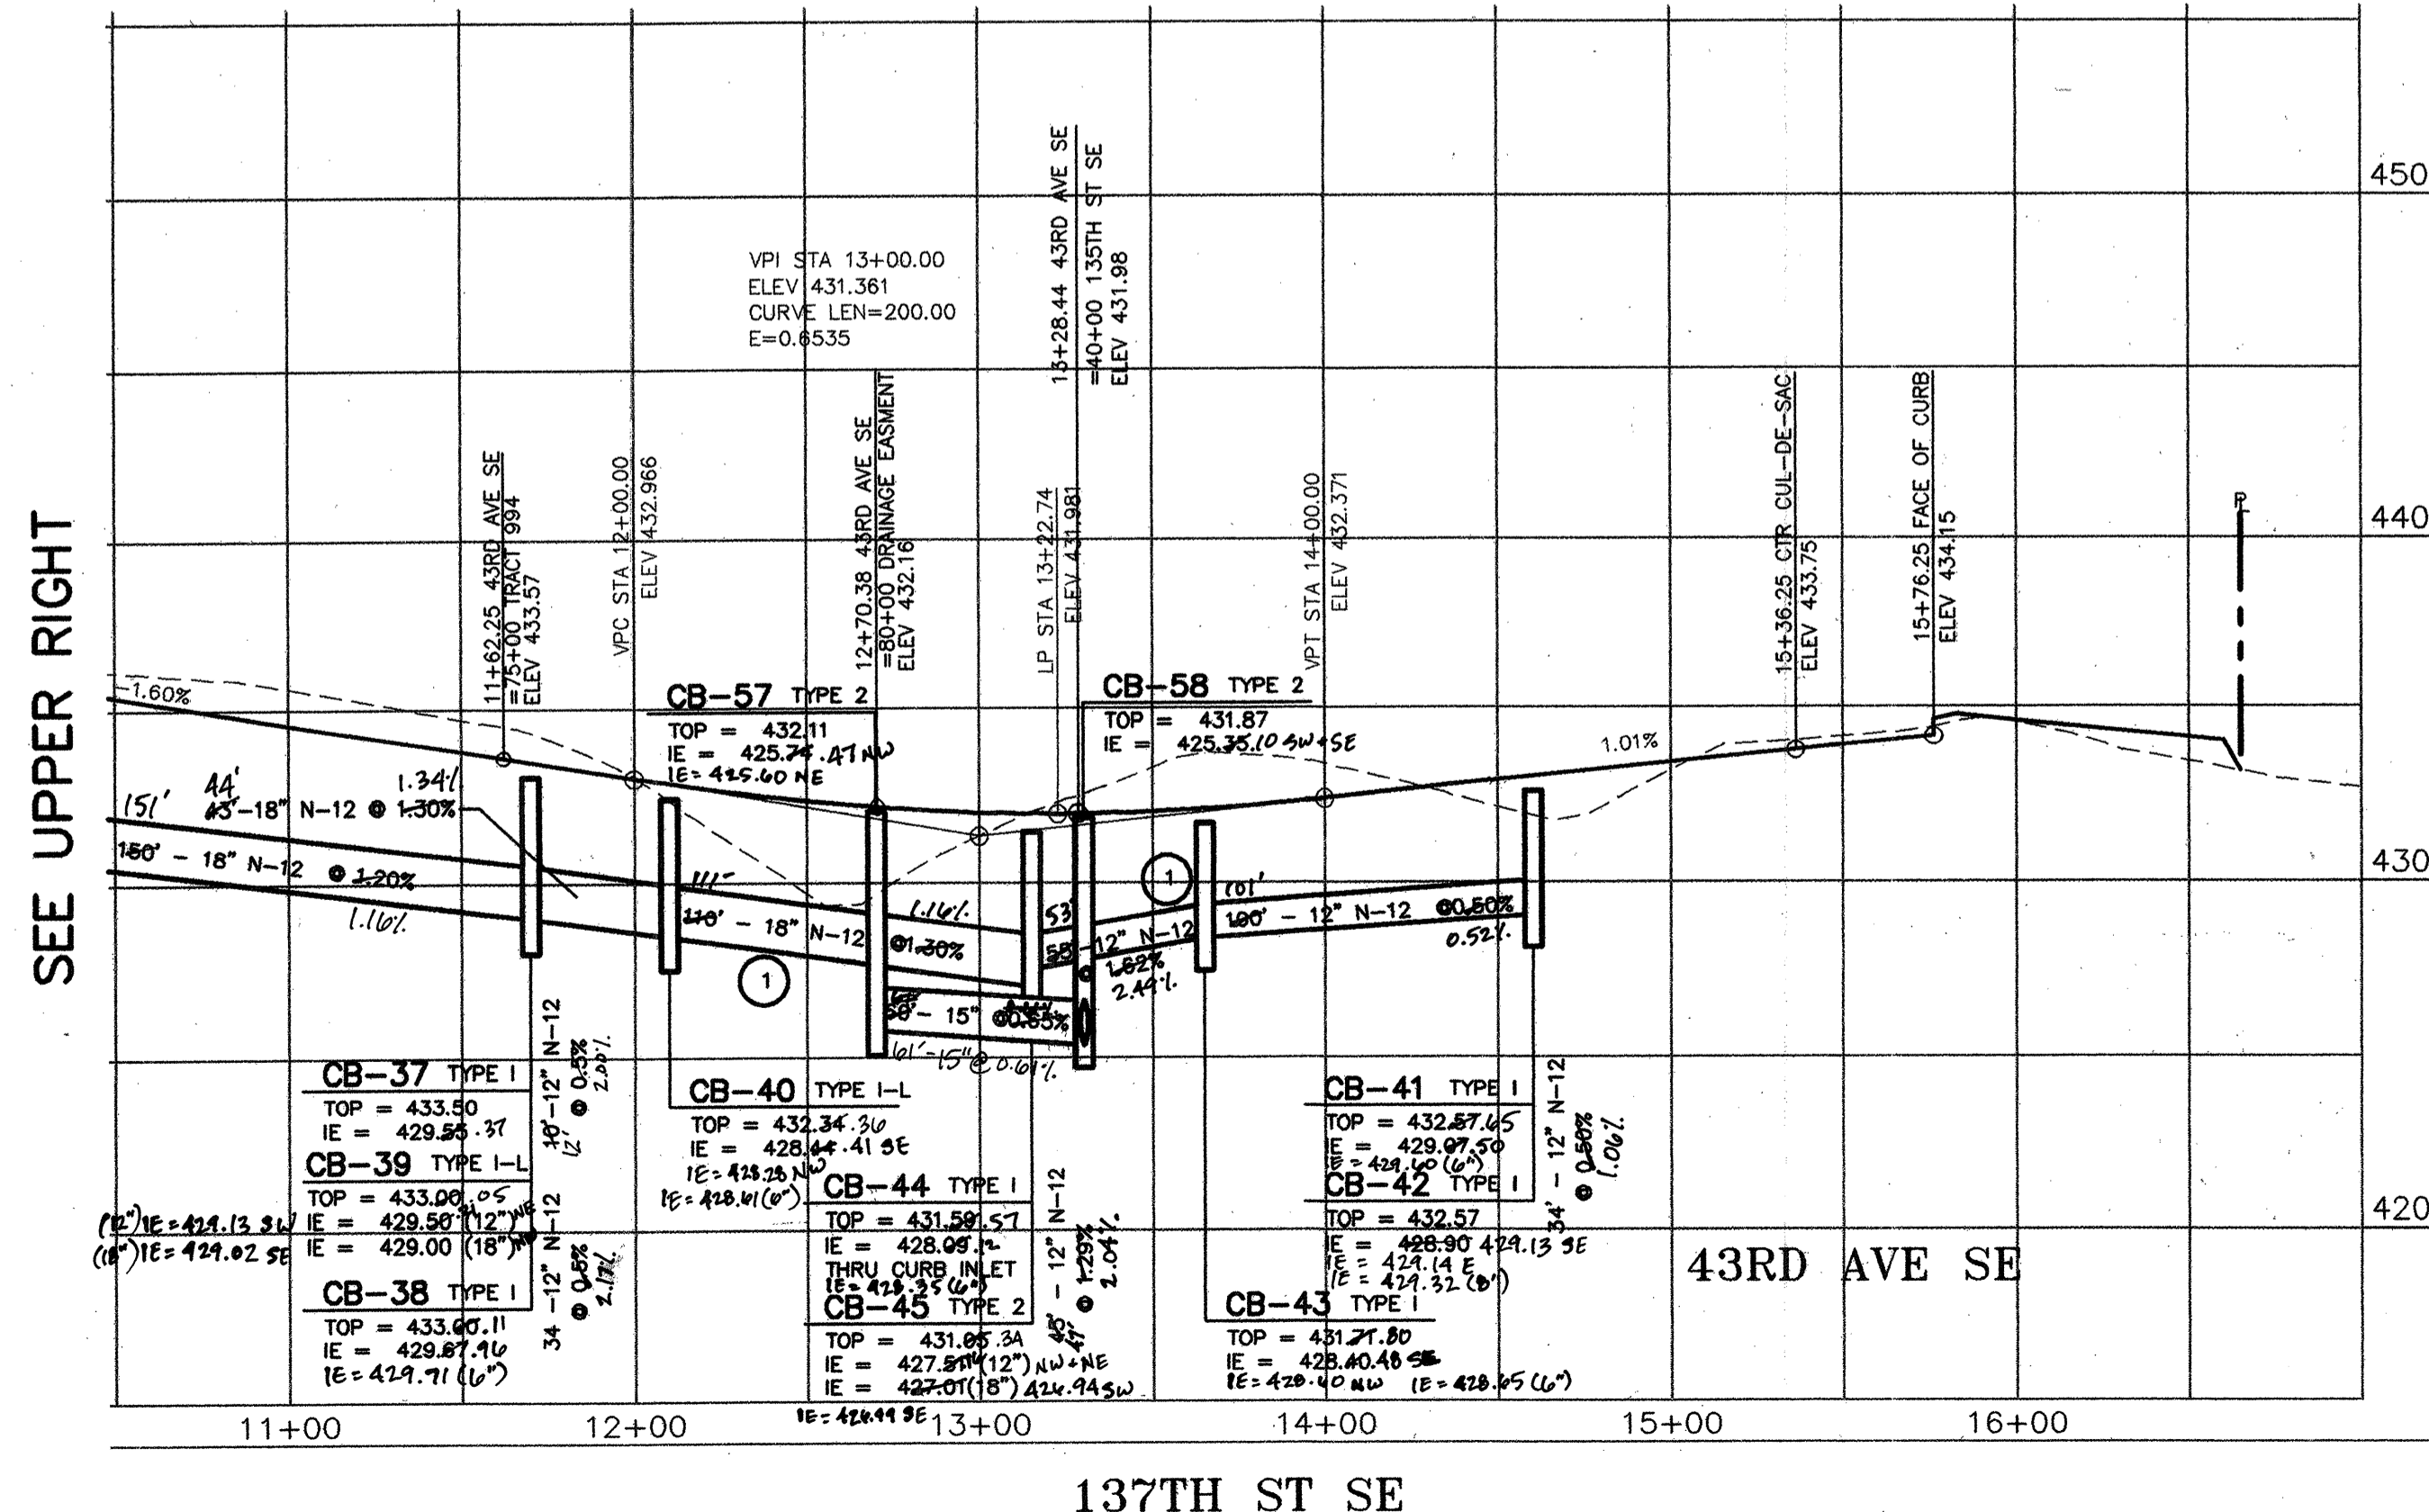 SEE UPPER RIGHT
450
440
430
420
VPI STA 13+00.00
ELEV 431.361
CURVE LEN=200.00
E=0.6535
13+28.44 43RD AVE SE
=40+00 135TH ST SE
ELEV 431.98
11+62.25 43RD AVE SE
=75+00 TRACT 994
ELEV 433.57
VPC STA 12+00.00
ELEV 432.966
12+70.38 43RD AVE SE
=80+00 DRAINAGE EASMENT
ELEV 432.16
LP STA 13+22.74
ELEV 431.981
VPT STA 14+00.00
ELEV 432.371
15+36.25 CTR CUL-DE-SAC
ELEV 433.75
15+76.25 FACE OF CURB
ELEV 434.15
PL
1.60%
1.01%
CB-57 TYPE 2
TOP = 432.11
IE = 425.74 .47 NW
IE = 425.60 NE
CB-58 TYPE 2
TOP = 431.87
IE = 425.35 .10 SW+SE
44' 1.34%
43'-18" N-12 @ 1.30%
151'
150' - 18" N-12 @ 1.20%
1.16%
111'
110' - 18" N-12 @1.30%
1.16%
1
53'
55'-12" N-12
@ 1.62%
2.49%
1
101'
100' - 12" N-12 @0.50%
0.52%
- 15" @0.65%
61'-15" @ 0.61%
CB-37 TYPE I
TOP = 433.50
IE = 429.55 .37
10'-12" N-12
12' @ 0.5%
2.00%
CB-39 TYPE I-L
TOP = 433.00 .05
(12") IE = 429.13 SW IE = 429.50 (12") NE
(18") IE = 429.02 SE IE = 429.00 (18") NW
CB-38 TYPE I
TOP = 433.60 .11
IE = 429.67 .96
IE = 429.91 (6")
34 -12" N-12
@ 0.5%
2.17%
CB-40 TYPE I-L
TOP = 432.34 .36
IE = 428.44 .41 SE
IE = 428.28 NW
IE = 428.61 (6")
CB-44 TYPE I
TOP = 431.59 .57
IE = 428.09 .12
THRU CURB INLET
IE = 428.35 (6")
CB-45 TYPE 2
TOP = 431.05 .34
IE = 427.51 (12") NW+NE
IE = 427.01 (18") 426.94 SW
IE = 426.99 SE
45' - 12" N-12
47' @ 1.29%
2.04%
CB-41 TYPE I
TOP = 432.57 .65
IE = 429.07 .50
IE = 429.60 (6")
CB-42 TYPE I
TOP = 432.57
IE = 428.90 429.13 SE
IE = 429.14 E
IE = 429.32 (8")
34' - 12" N-12
@ 0.50%
1.06%
CB-43 TYPE I
TOP = 431.71 .80
IE = 428.40 .48 SE
IE = 428.40 NW IE = 428.65 (6")
43RD AVE SE
11+00 12+00 13+00 14+00 15+00 16+00
137TH ST SE